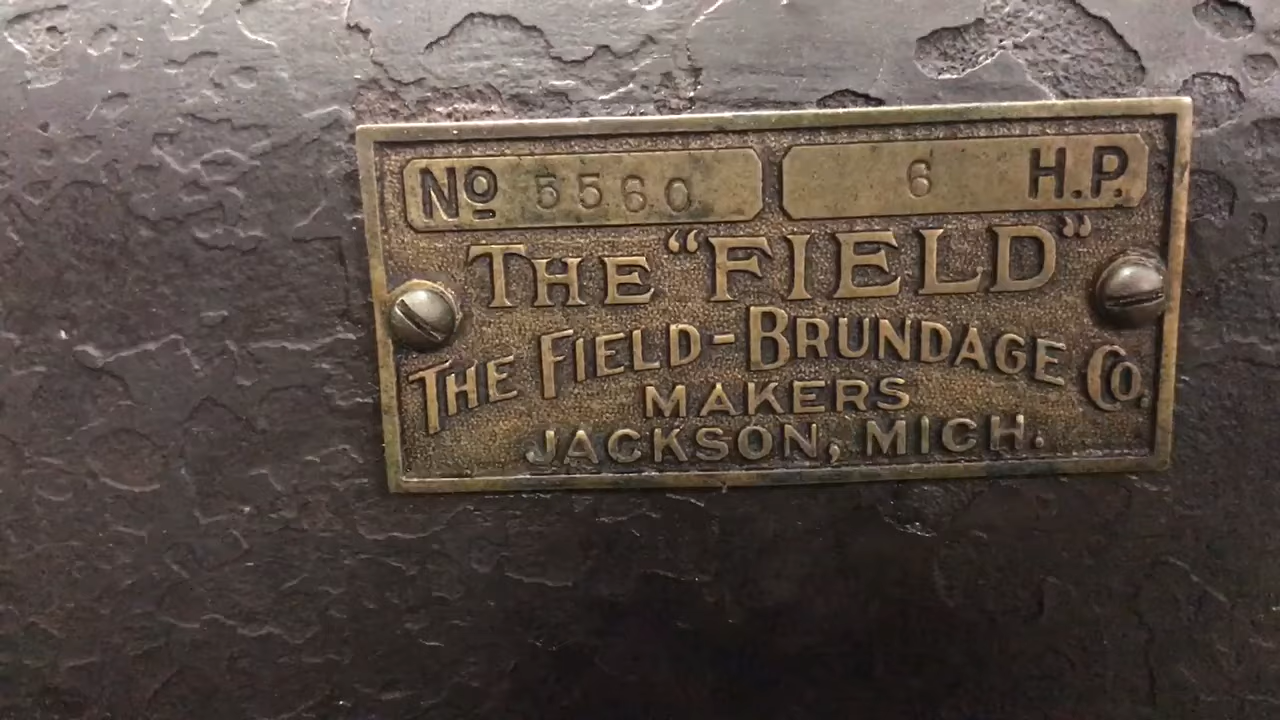 No 5560 6 H.P.
THE "FIELD"
THE FIELD-BRUNDAGE CO.
MAKERS
JACKSON, MICH.